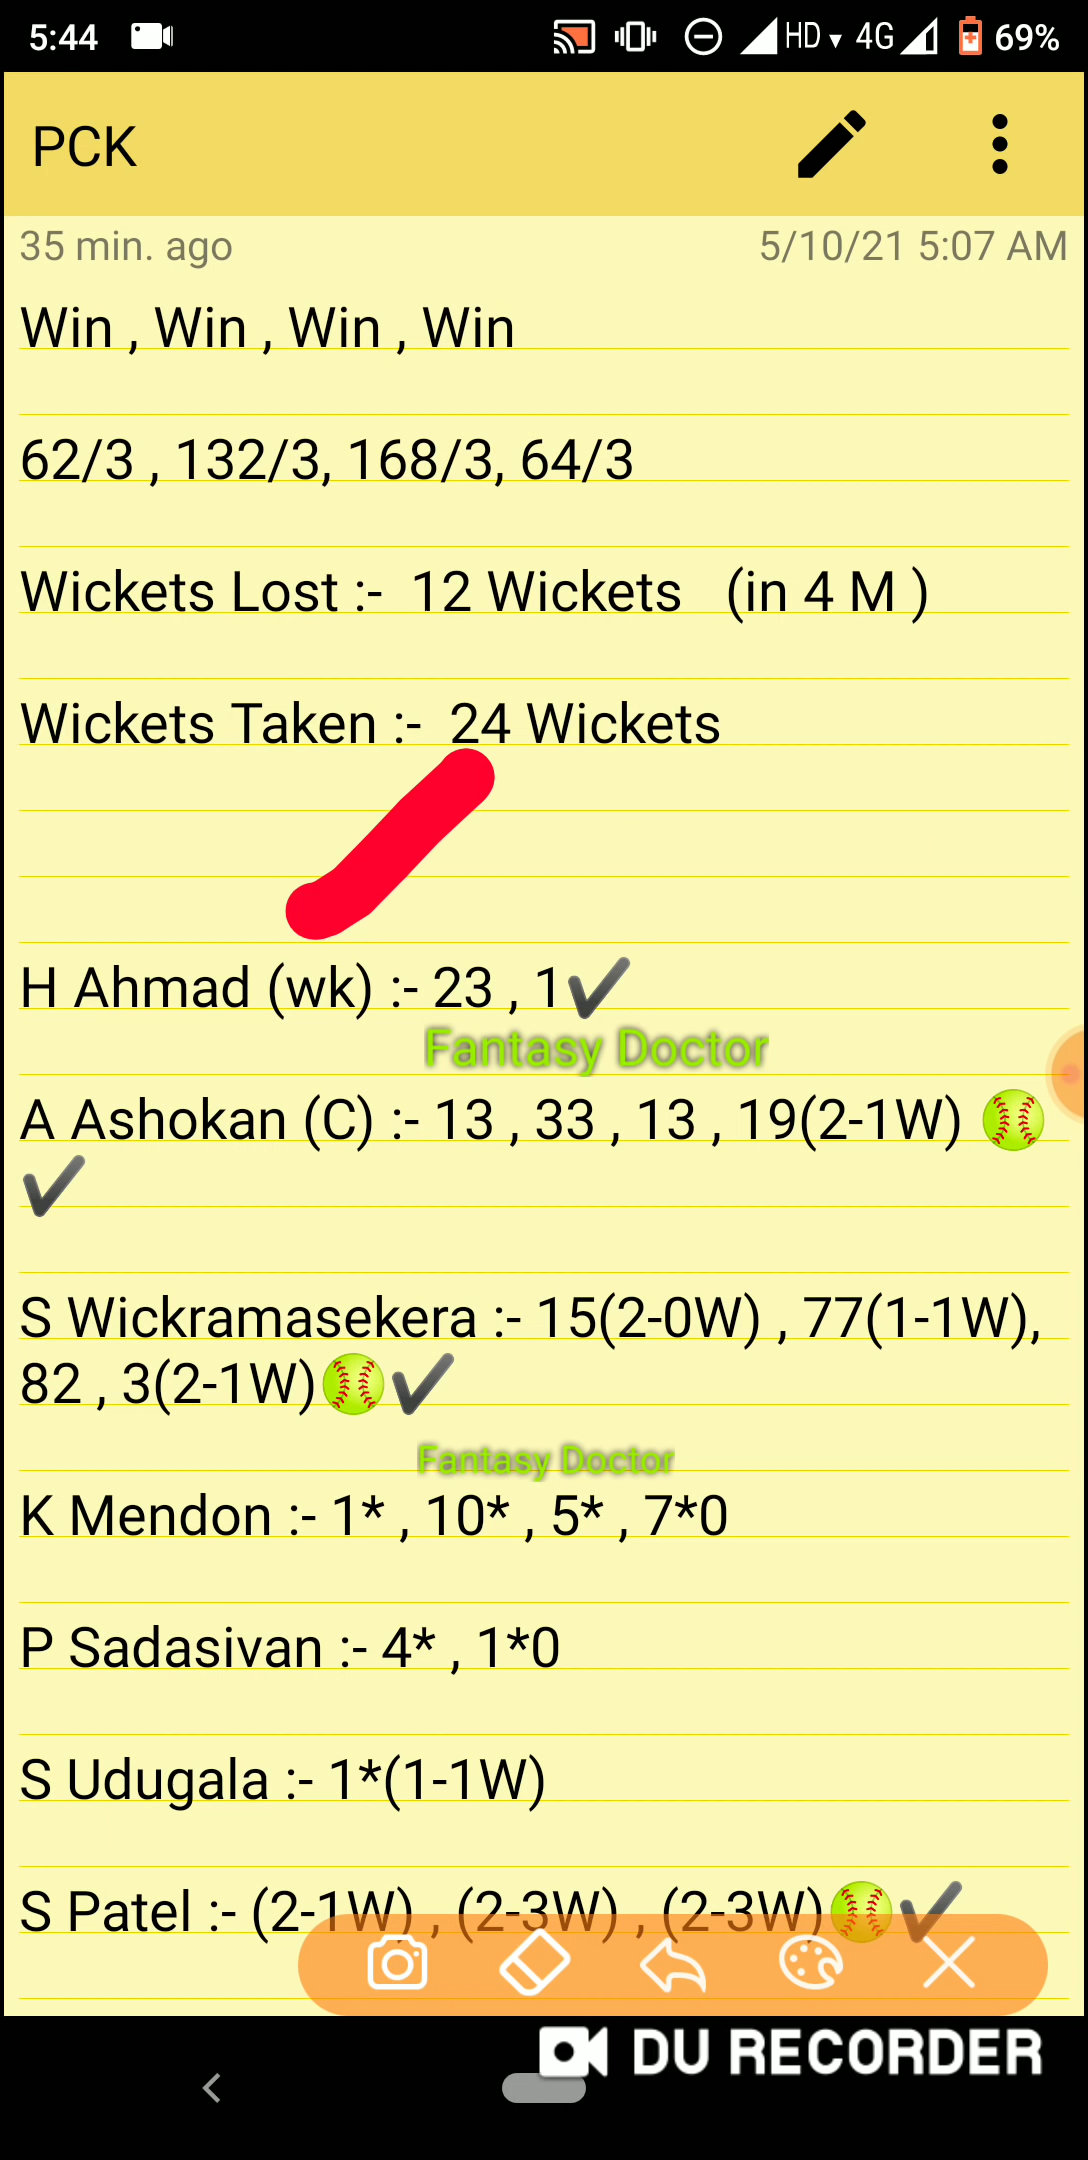 5:44 HD 4G 69%
PCK
35 min. ago 5/10/21 5:07 AM
Win , Win , Win , Win
62/3 , 132/3, 168/3, 64/3
Wickets Lost :- 12 Wickets (in 4 M )
Wickets Taken :- 24 Wickets
H Ahmad (wk) :- 23 , 1✔
Fantasy Doctor
A Ashokan (C) :- 13 , 33 , 13 , 19(2-1W) 🥎
✔
S Wickramasekera :- 15(2-0W) , 77(1-1W),
82 , 3(2-1W)🥎✔
Fantasy Doctor
K Mendon :- 1* , 10* , 5* , 7*0
P Sadasivan :- 4* , 1*0
S Udugala :- 1*(1-1W)
S Patel :- (2-1W) , (2-3W) , (2-3W)🥎✔
DU RECORDER